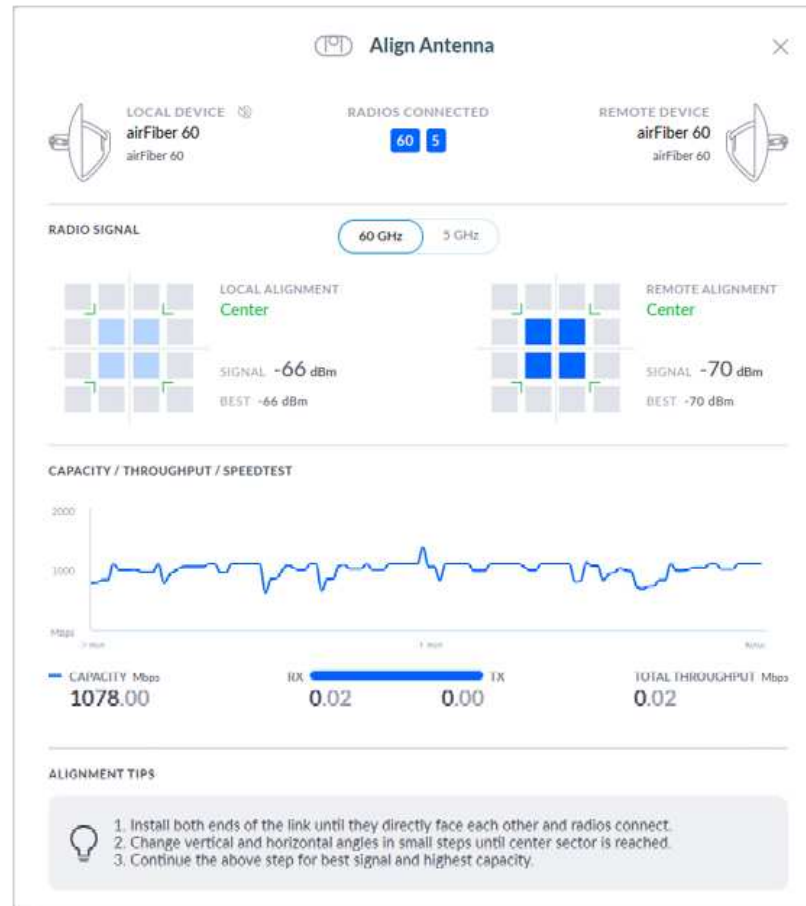 Align Antenna
LOCAL DEVICE
airFiber 60
airFiber 60
RADIOS CONNECTED
60 5
REMOTE DEVICE
airFiber 60
airFiber 60
RADIO SIGNAL
60 GHz 5 GHz
LOCAL ALIGNMENT
Center
SIGNAL -66 dBm
BEST -66 dBm
REMOTE ALIGNMENT
Center
SIGNAL -70 dBm
BEST -70 dBm
CAPACITY / THROUGHPUT / SPEEDTEST
2000
1000
Mbps
2 min 1 min Now
CAPACITY Mbps
1078.00
RX TX
0.02 0.00
TOTAL THROUGHPUT Mbps
0.02
ALIGNMENT TIPS
1. Install both ends of the link until they directly face each other and radios connect.
2. Change vertical and horizontal angles in small steps until center sector is reached.
3. Continue the above step for best signal and highest capacity.